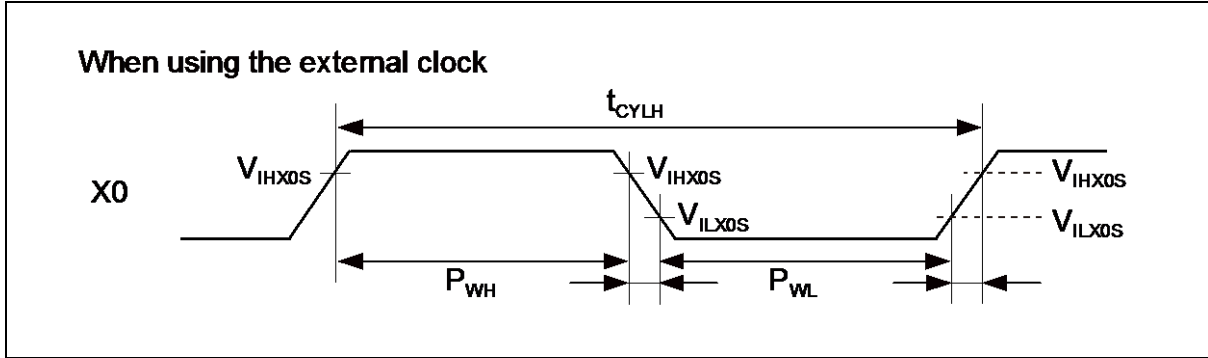 When using the external clock
tCYLH
VIHX0S
VIHX0S
VIHX0S
X0
VILX0S
VILX0S
PWH
PWL